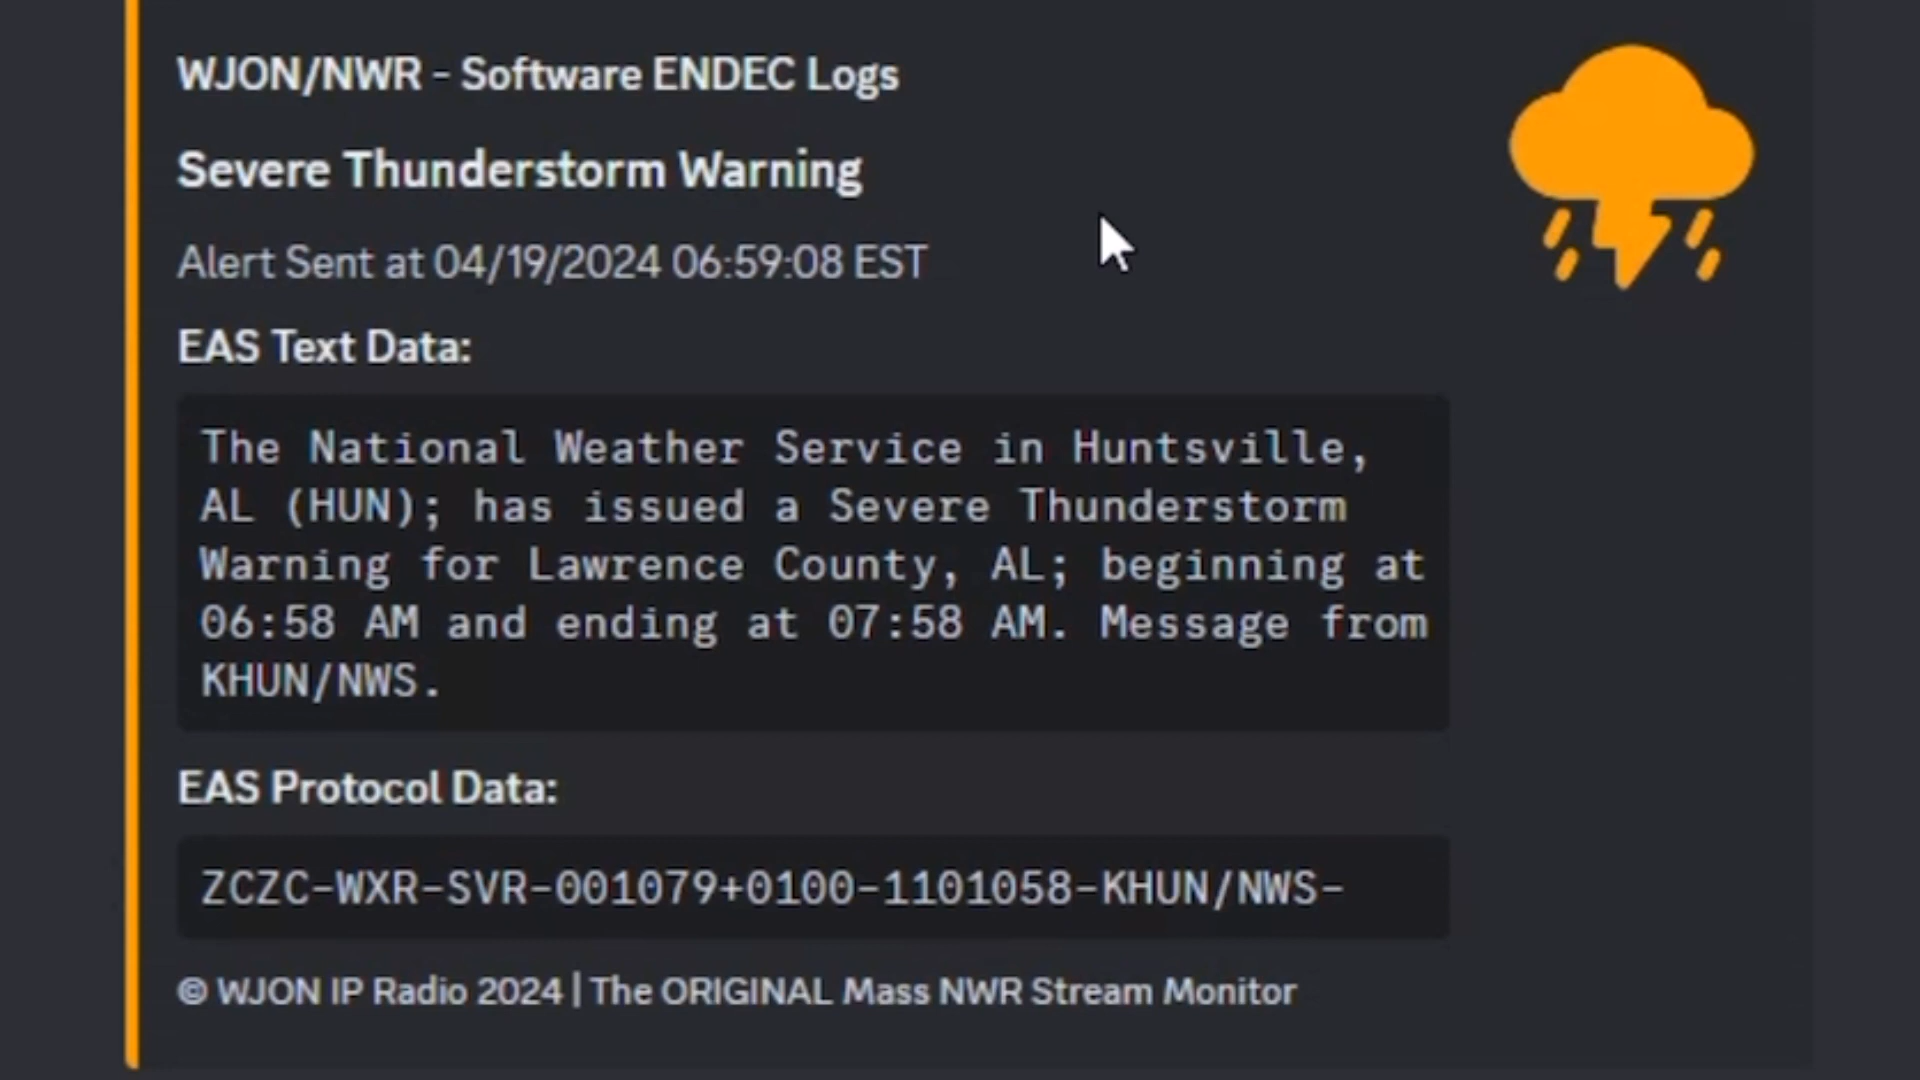 WJON/NWR - Software ENDEC Logs
Severe Thunderstorm Warning
Alert Sent at 04/19/2024 06:59:08 EST
EAS Text Data:
The National Weather Service in Huntsville,
AL (HUN); has issued a Severe Thunderstorm
Warning for Lawrence County, AL; beginning at
06:58 AM and ending at 07:58 AM. Message from
KHUN/NWS.
EAS Protocol Data:
ZCZC-WXR-SVR-001079+0100-1101058-KHUN/NWS-
© WJON IP Radio 2024 | The ORIGINAL Mass NWR Stream Monitor